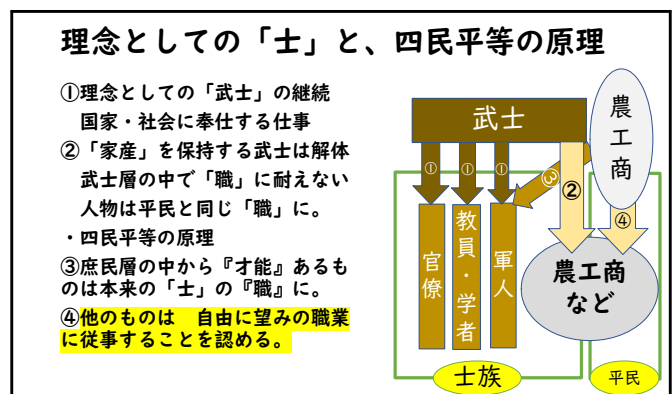 理念としての「士」と、四民平等の原理
①理念としての「武士」の継続
国家・社会に奉仕する仕事
②「家産」を保持する武士は解体
武士層の中で「職」に耐えない
人物は平民と同じ「職」に。
・四民平等の原理
③庶民層の中から『才能』あるも
のは本来の「士」の『職』に。
④他のものは　自由に望みの職業
に従事することを認める。
武士
農工商
①
①
①
③
②
④
官僚
教員・学者
軍人
農工商
など
士族
平民